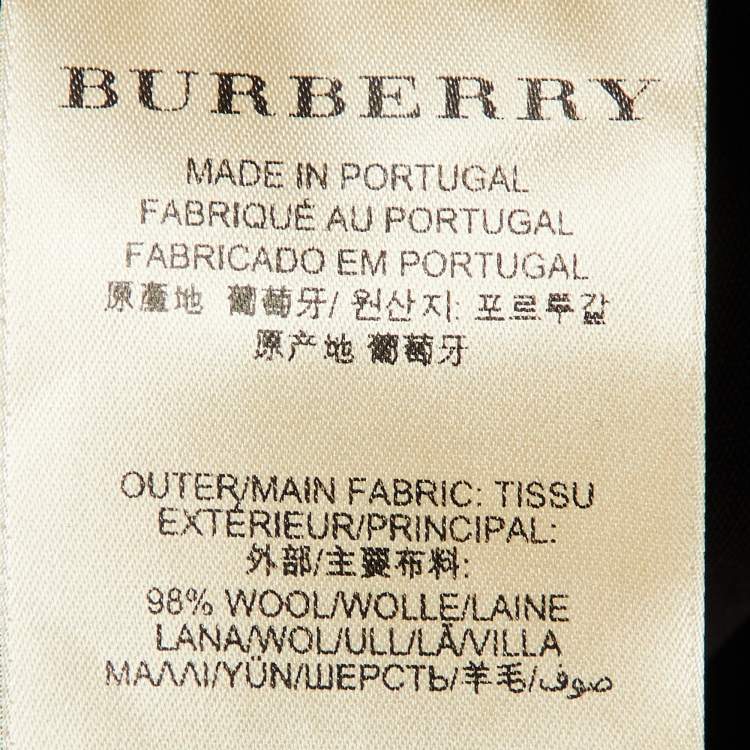 BURBERRY
MADE IN PORTUGAL
FABRIQUÉ AU PORTUGAL
FABRICADO EM PORTUGAL
原產地 葡萄牙/ 원산지: 포르투갈
原产地 葡萄牙
OUTER/MAIN FABRIC: TISSU
EXTÉRIEUR/PRINCIPAL:
外部/主要布料:
98% WOOL/WOLLE/LAINE
LANA/WOL/ULL/LÃ/VILLA
ΜΑΛΛΙ/YÜN/ШЕРСТЬ/羊毛/صوف